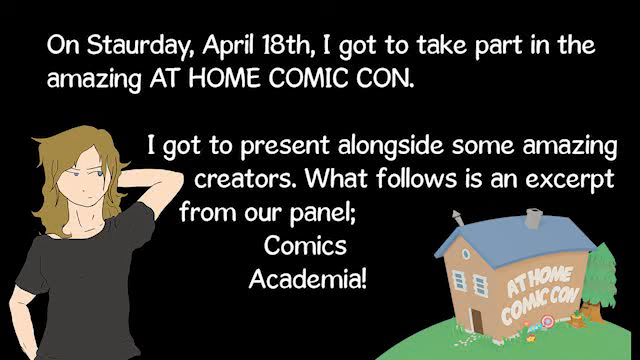 On Staurday, April 18th, I got to take part in the
amazing AT HOME COMIC CON.
I got to present alongside some amazing
creators. What follows is an excerpt
from our panel;
Comics
Academia!
AT HOME
COMIC CON